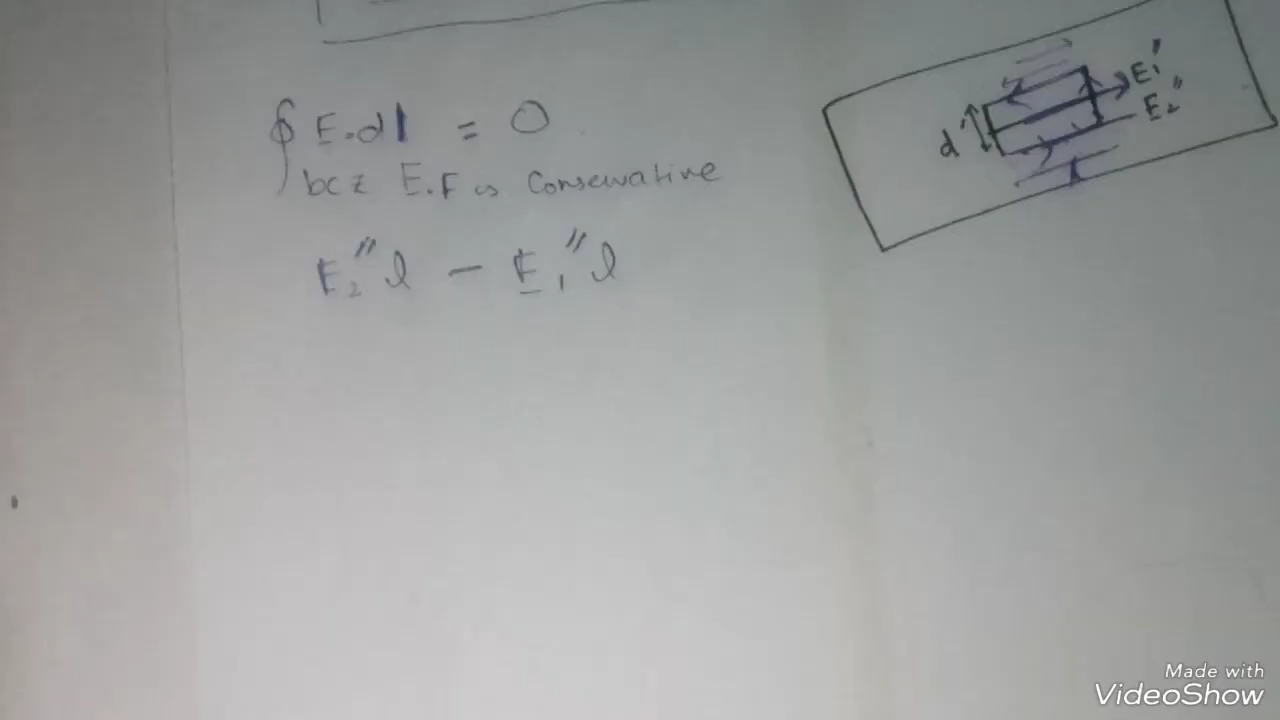 ∮ E.dl = 0
bcz E.F is Conservative
E₂" l - E₁" l
E₁"
E₂"
d
Made with
VideoShow